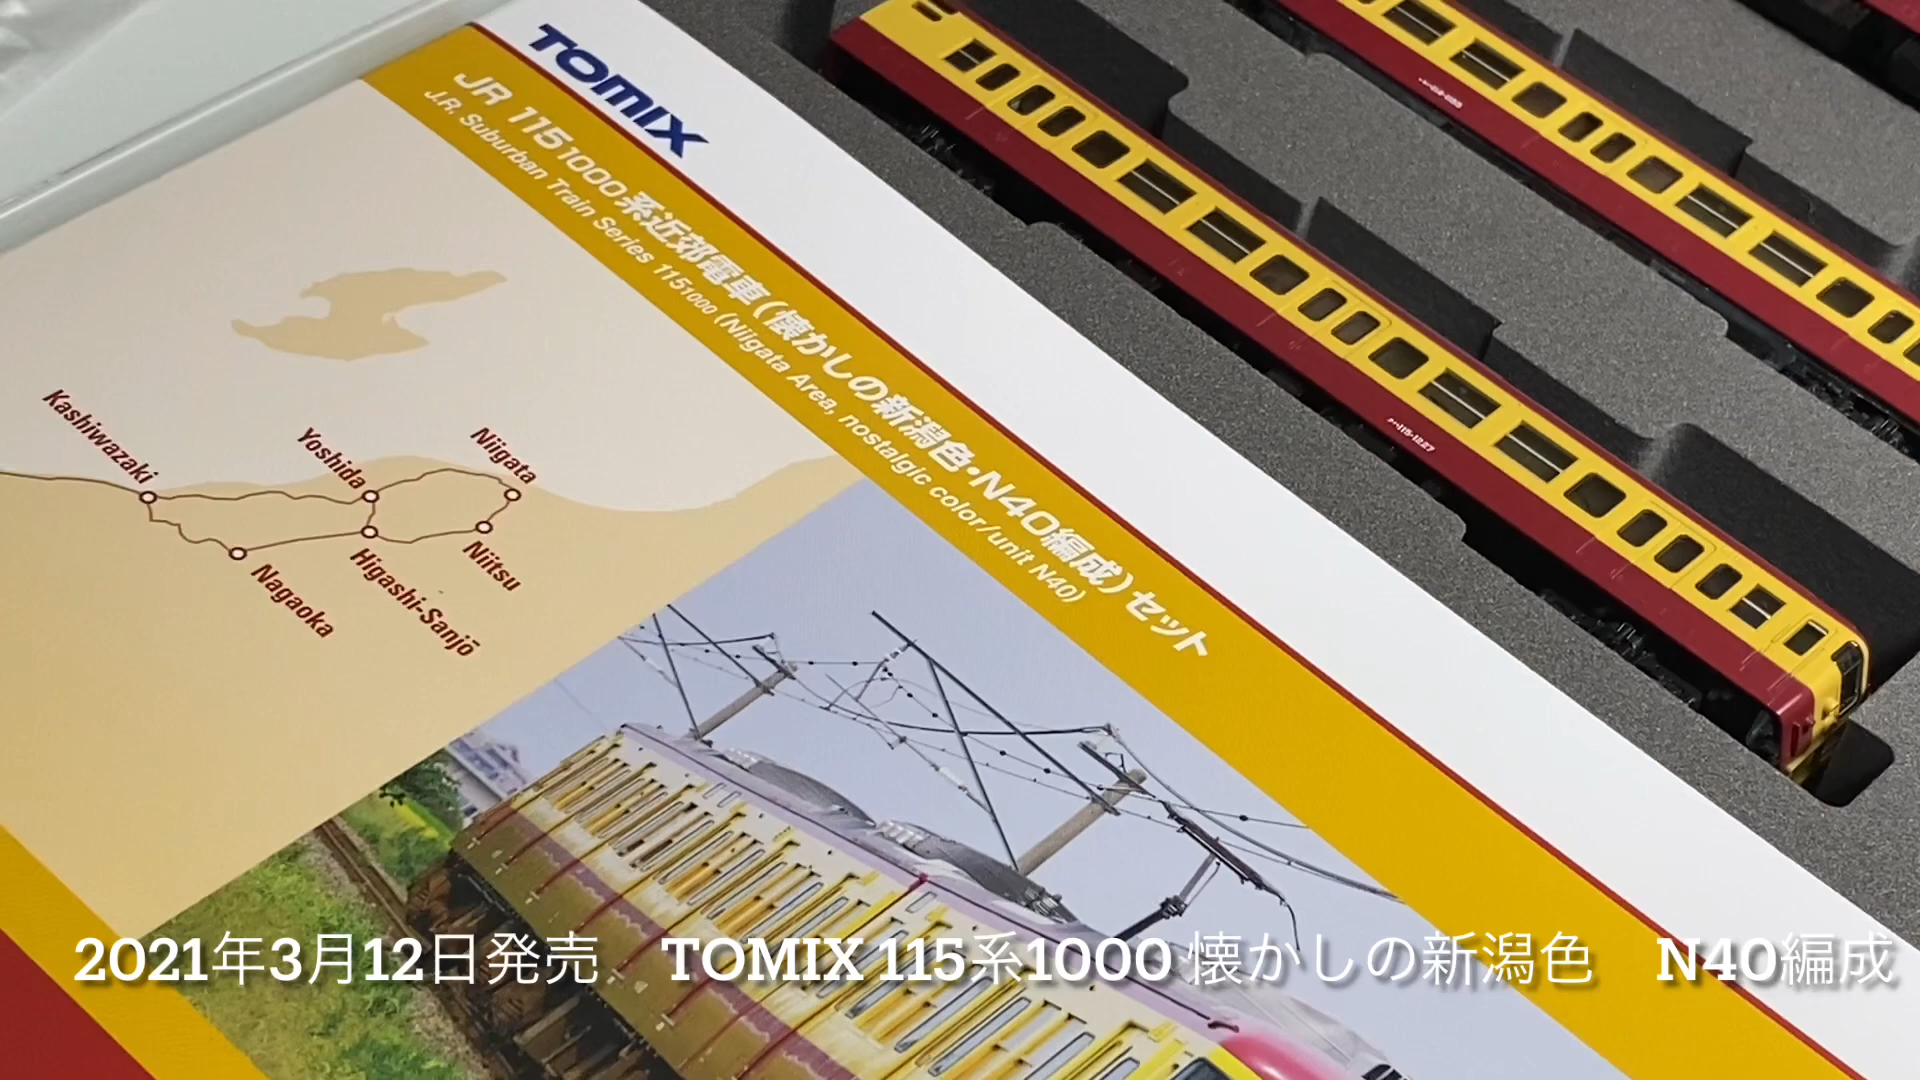 TOMIX
JR 115 1000系近郊電車(懐かしの新潟色・N40編成)セット
J.R. Suburban Train Series 115 1000 (Niigata Area, nostalgic color/unit N40)
Kashiwazaki
Yoshida
Niigata
Niitsu
Higashi-Sanjō
Nagaoka
2021年3月12日発売 TOMIX 115系1000 懐かしの新潟色 N40編成